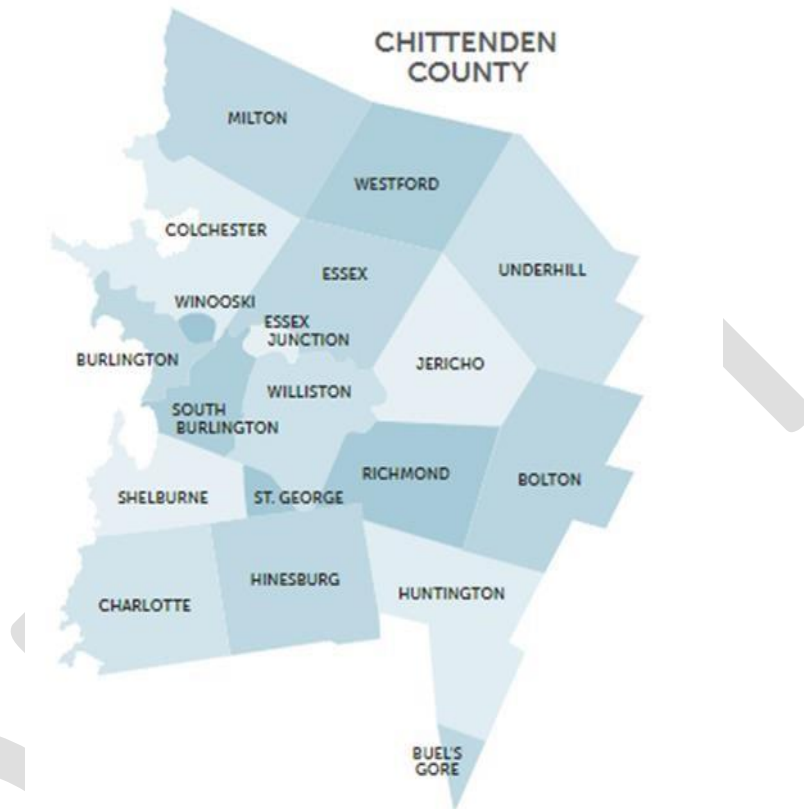 CHITTENDEN
COUNTY
MILTON
WESTFORD
COLCHESTER
UNDERHILL
ESSEX
WINOOSKI
ESSEX
JUNCTION
BURLINGTON
JERICHO
WILLISTON
SOUTH
BURLINGTON
RICHMOND
BOLTON
SHELBURNE
ST. GEORGE
HINESBURG
HUNTINGTON
CHARLOTTE
BUEL'S
GORE